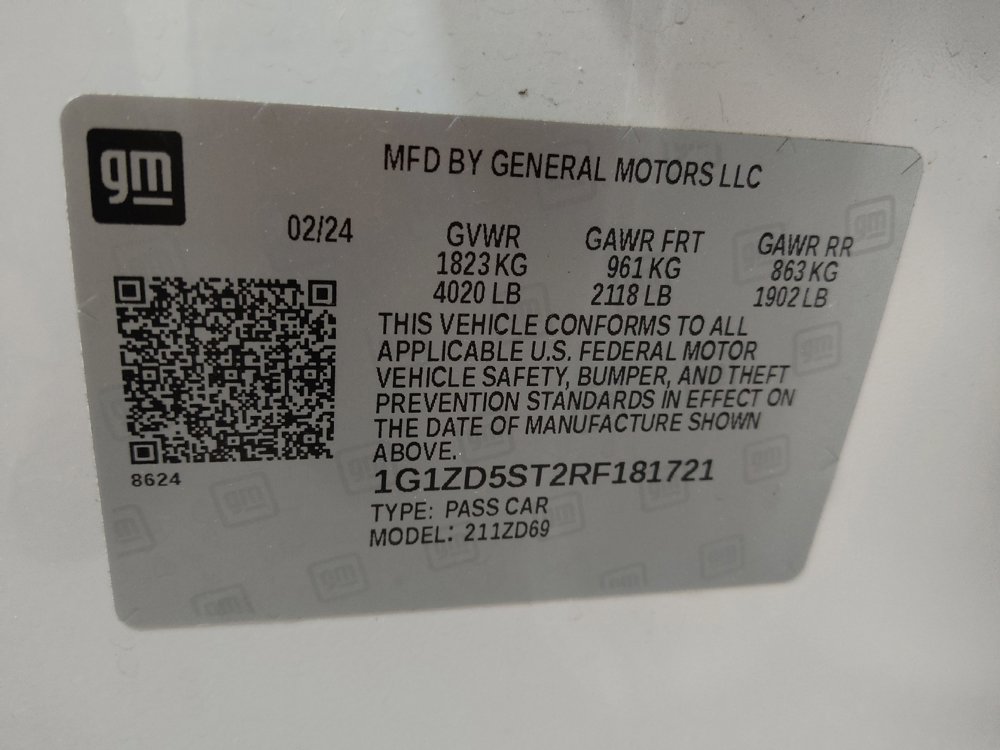 gm
MFD BY GENERAL MOTORS LLC
02/24 GVWR GAWR FRT GAWR RR
1823 KG 961 KG 863 KG
4020 LB 2118 LB 1902 LB
THIS VEHICLE CONFORMS TO ALL
APPLICABLE U.S. FEDERAL MOTOR
VEHICLE SAFETY, BUMPER, AND THEFT
PREVENTION STANDARDS IN EFFECT ON
THE DATE OF MANUFACTURE SHOWN
ABOVE.
8624
1G1ZD5ST2RF181721
TYPE: PASS CAR
MODEL: 211ZD69